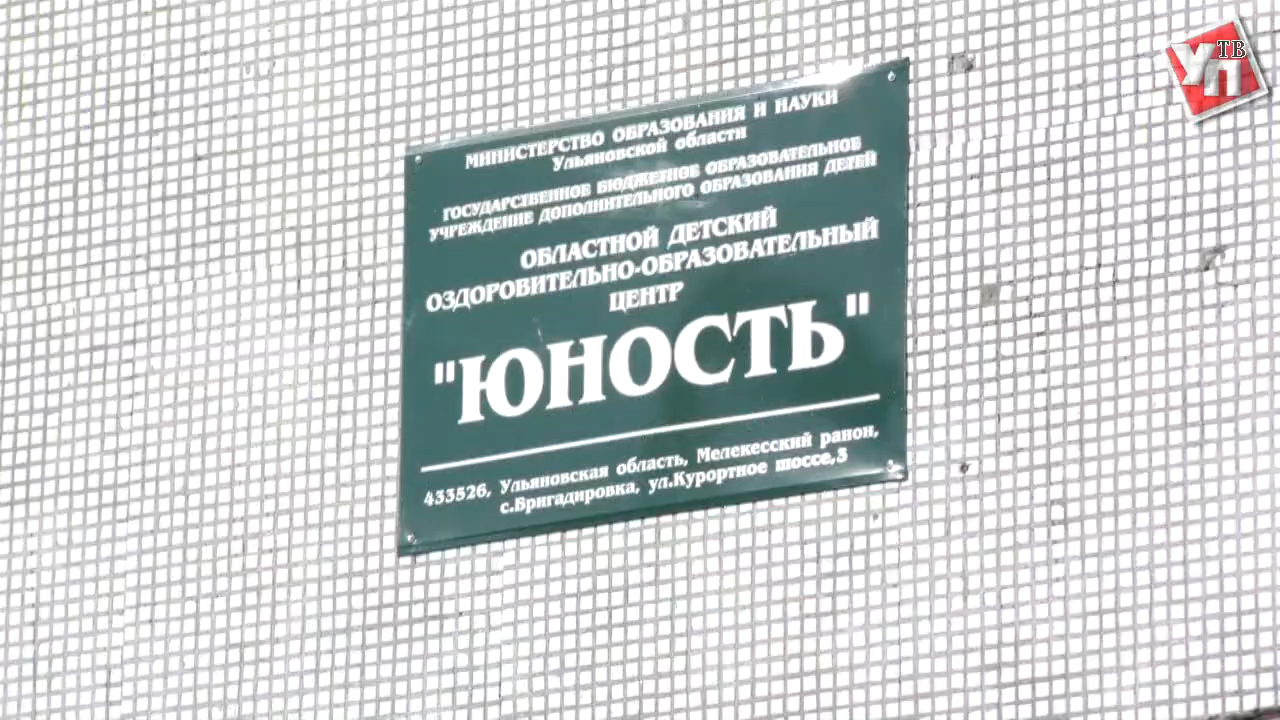 МИНИСТЕРСТВО ОБРАЗОВАНИЯ И НАУКИ
Ульяновской области
ГОСУДАРСТВЕННОЕ БЮДЖЕТНОЕ ОБРАЗОВАТЕЛЬНОЕ
УЧРЕЖДЕНИЕ ДОПОЛНИТЕЛЬНОГО ОБРАЗОВАНИЯ ДЕТЕЙ
ОБЛАСТНОЙ ДЕТСКИЙ
ОЗДОРОВИТЕЛЬНО-ОБРАЗОВАТЕЛЬНЫЙ
ЦЕНТР
"ЮНОСТЬ"
433526, Ульяновская область, Мелекесский район,
с.Бригадировка, ул.Курортное шоссе,3
УП ТВ